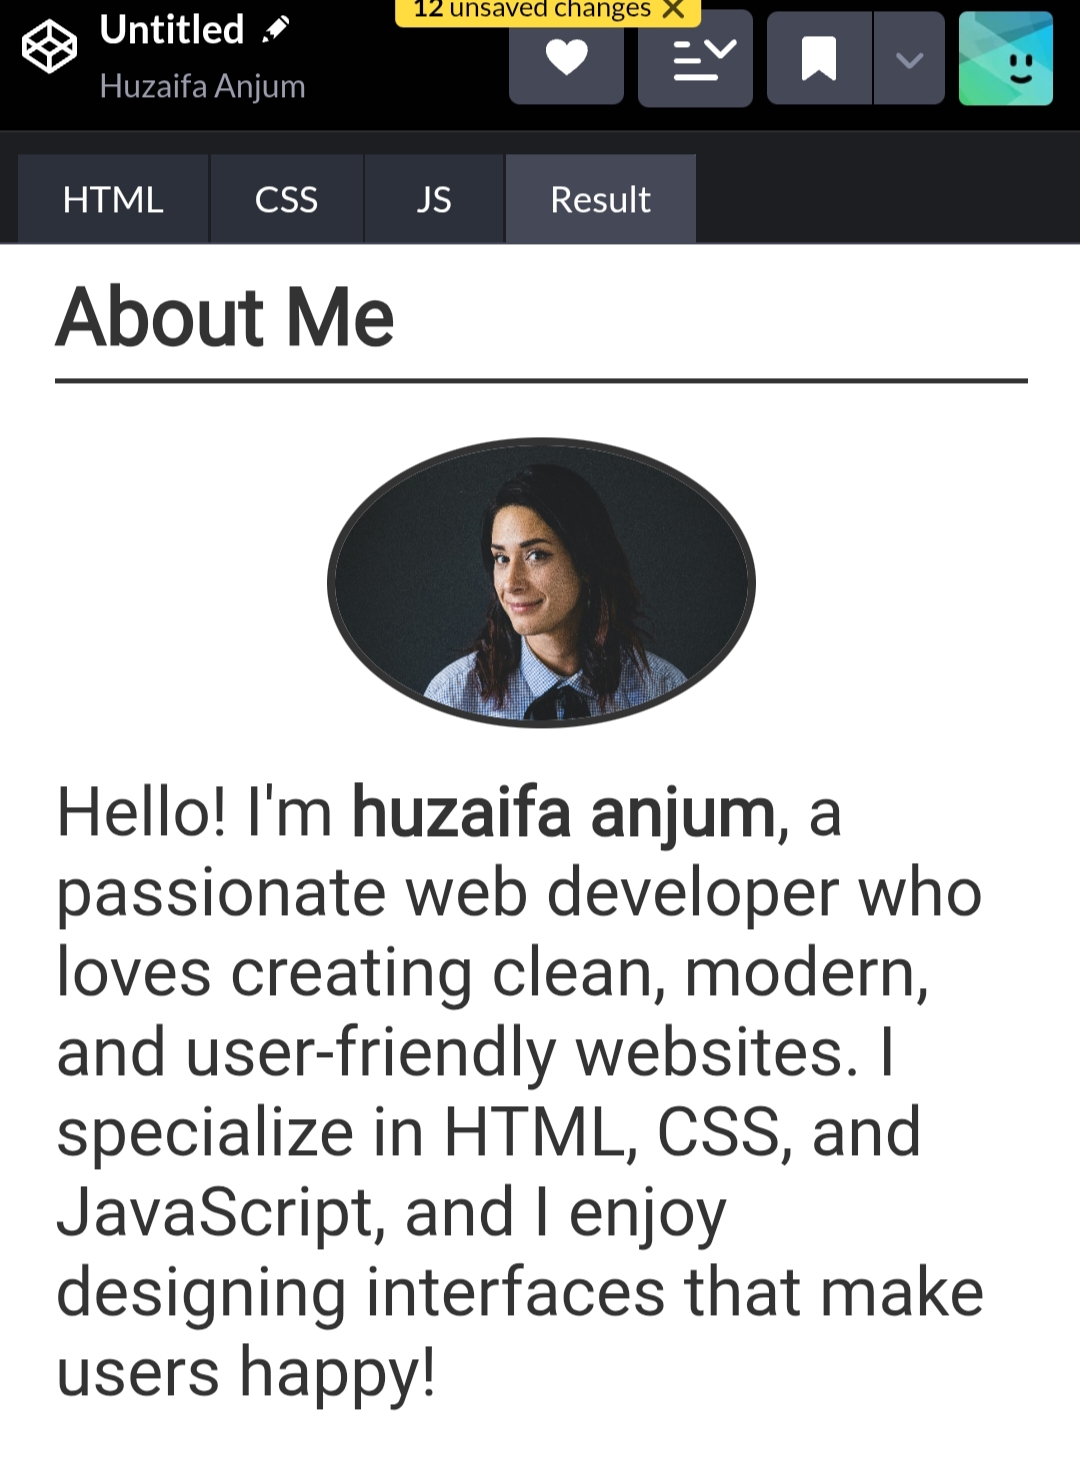 12 unsaved changes
Untitled
Huzaifa Anjum
HTML CSS JS Result
About Me
Hello! I'm huzaifa anjum, a
passionate web developer who
loves creating clean, modern,
and user-friendly websites. I
specialize in HTML, CSS, and
JavaScript, and I enjoy
designing interfaces that make
users happy!